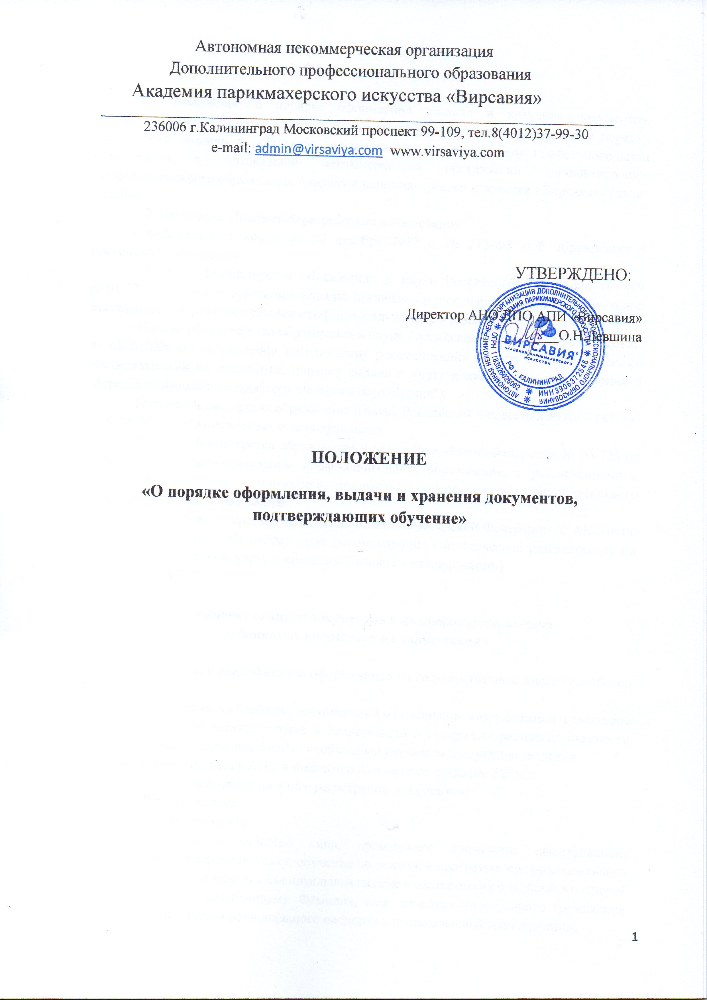 Автономная некоммерческая организация
Дополнительного профессионального образования
Академия парикмахерского искусства «Вирсавия»
236006 г.Калининград Московский проспект 99-109, тел.8(4012)37-99-30
e-mail: admin@virsaviya.com www.virsaviya.com
УТВЕРЖДЕНО:
Директор АНО ДПО АПИ «Вирсавия»
О.Н.Левшина
АВТОНОМНАЯ НЕКОММЕРЧЕСКАЯ ОРГАНИЗАЦИЯ ДОПОЛНИТЕЛЬНОГО ПРОФЕССИОНАЛЬНОГО ОБРАЗОВАНИЯ
АКАДЕМИЯ ПАРИКМАХЕРСКОГО ИСКУССТВА
ОГРН 1183926025062
ИНН 3906372846
ВИРСАВИЯ
АКАДЕМИЯ ПАРИКМАХЕРСКОГО
ИСКУССТВА
РФ г. КАЛИНИНГРАД
ПОЛОЖЕНИЕ
«О порядке оформления, выдачи и хранения документов,
подтверждающих обучение»
1